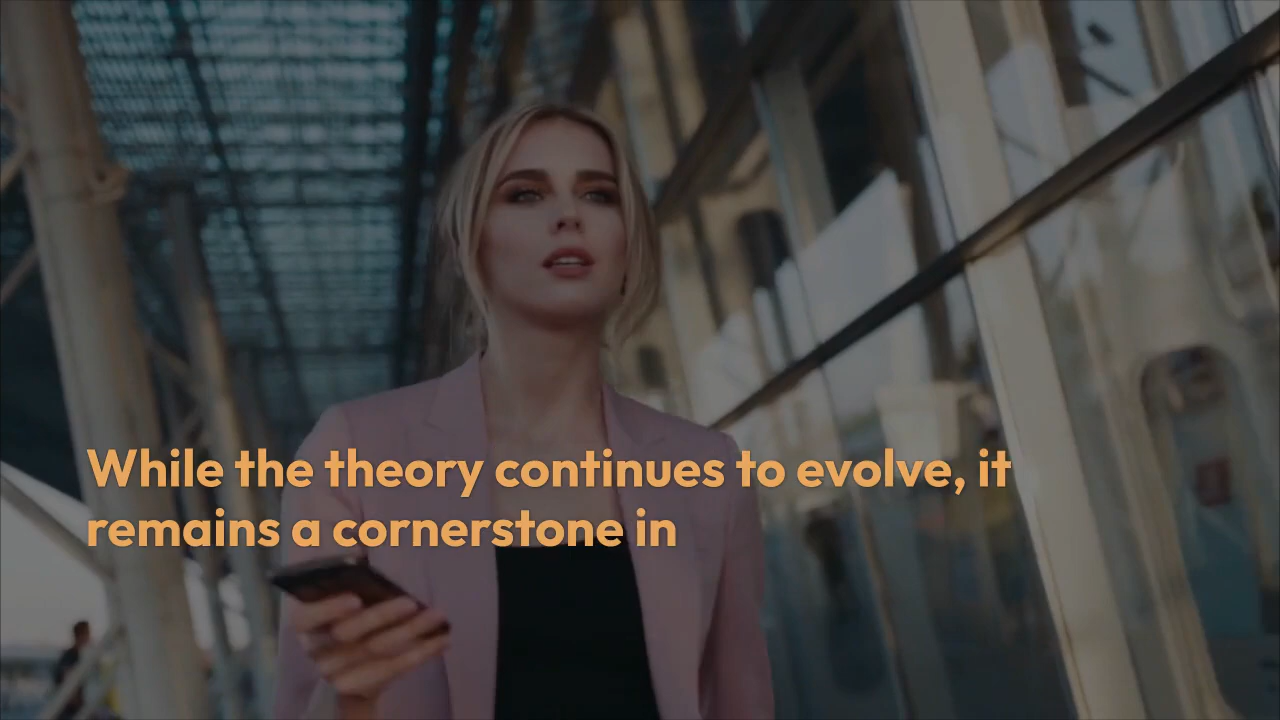 While the theory continues to evolve, it
remains a cornerstone in